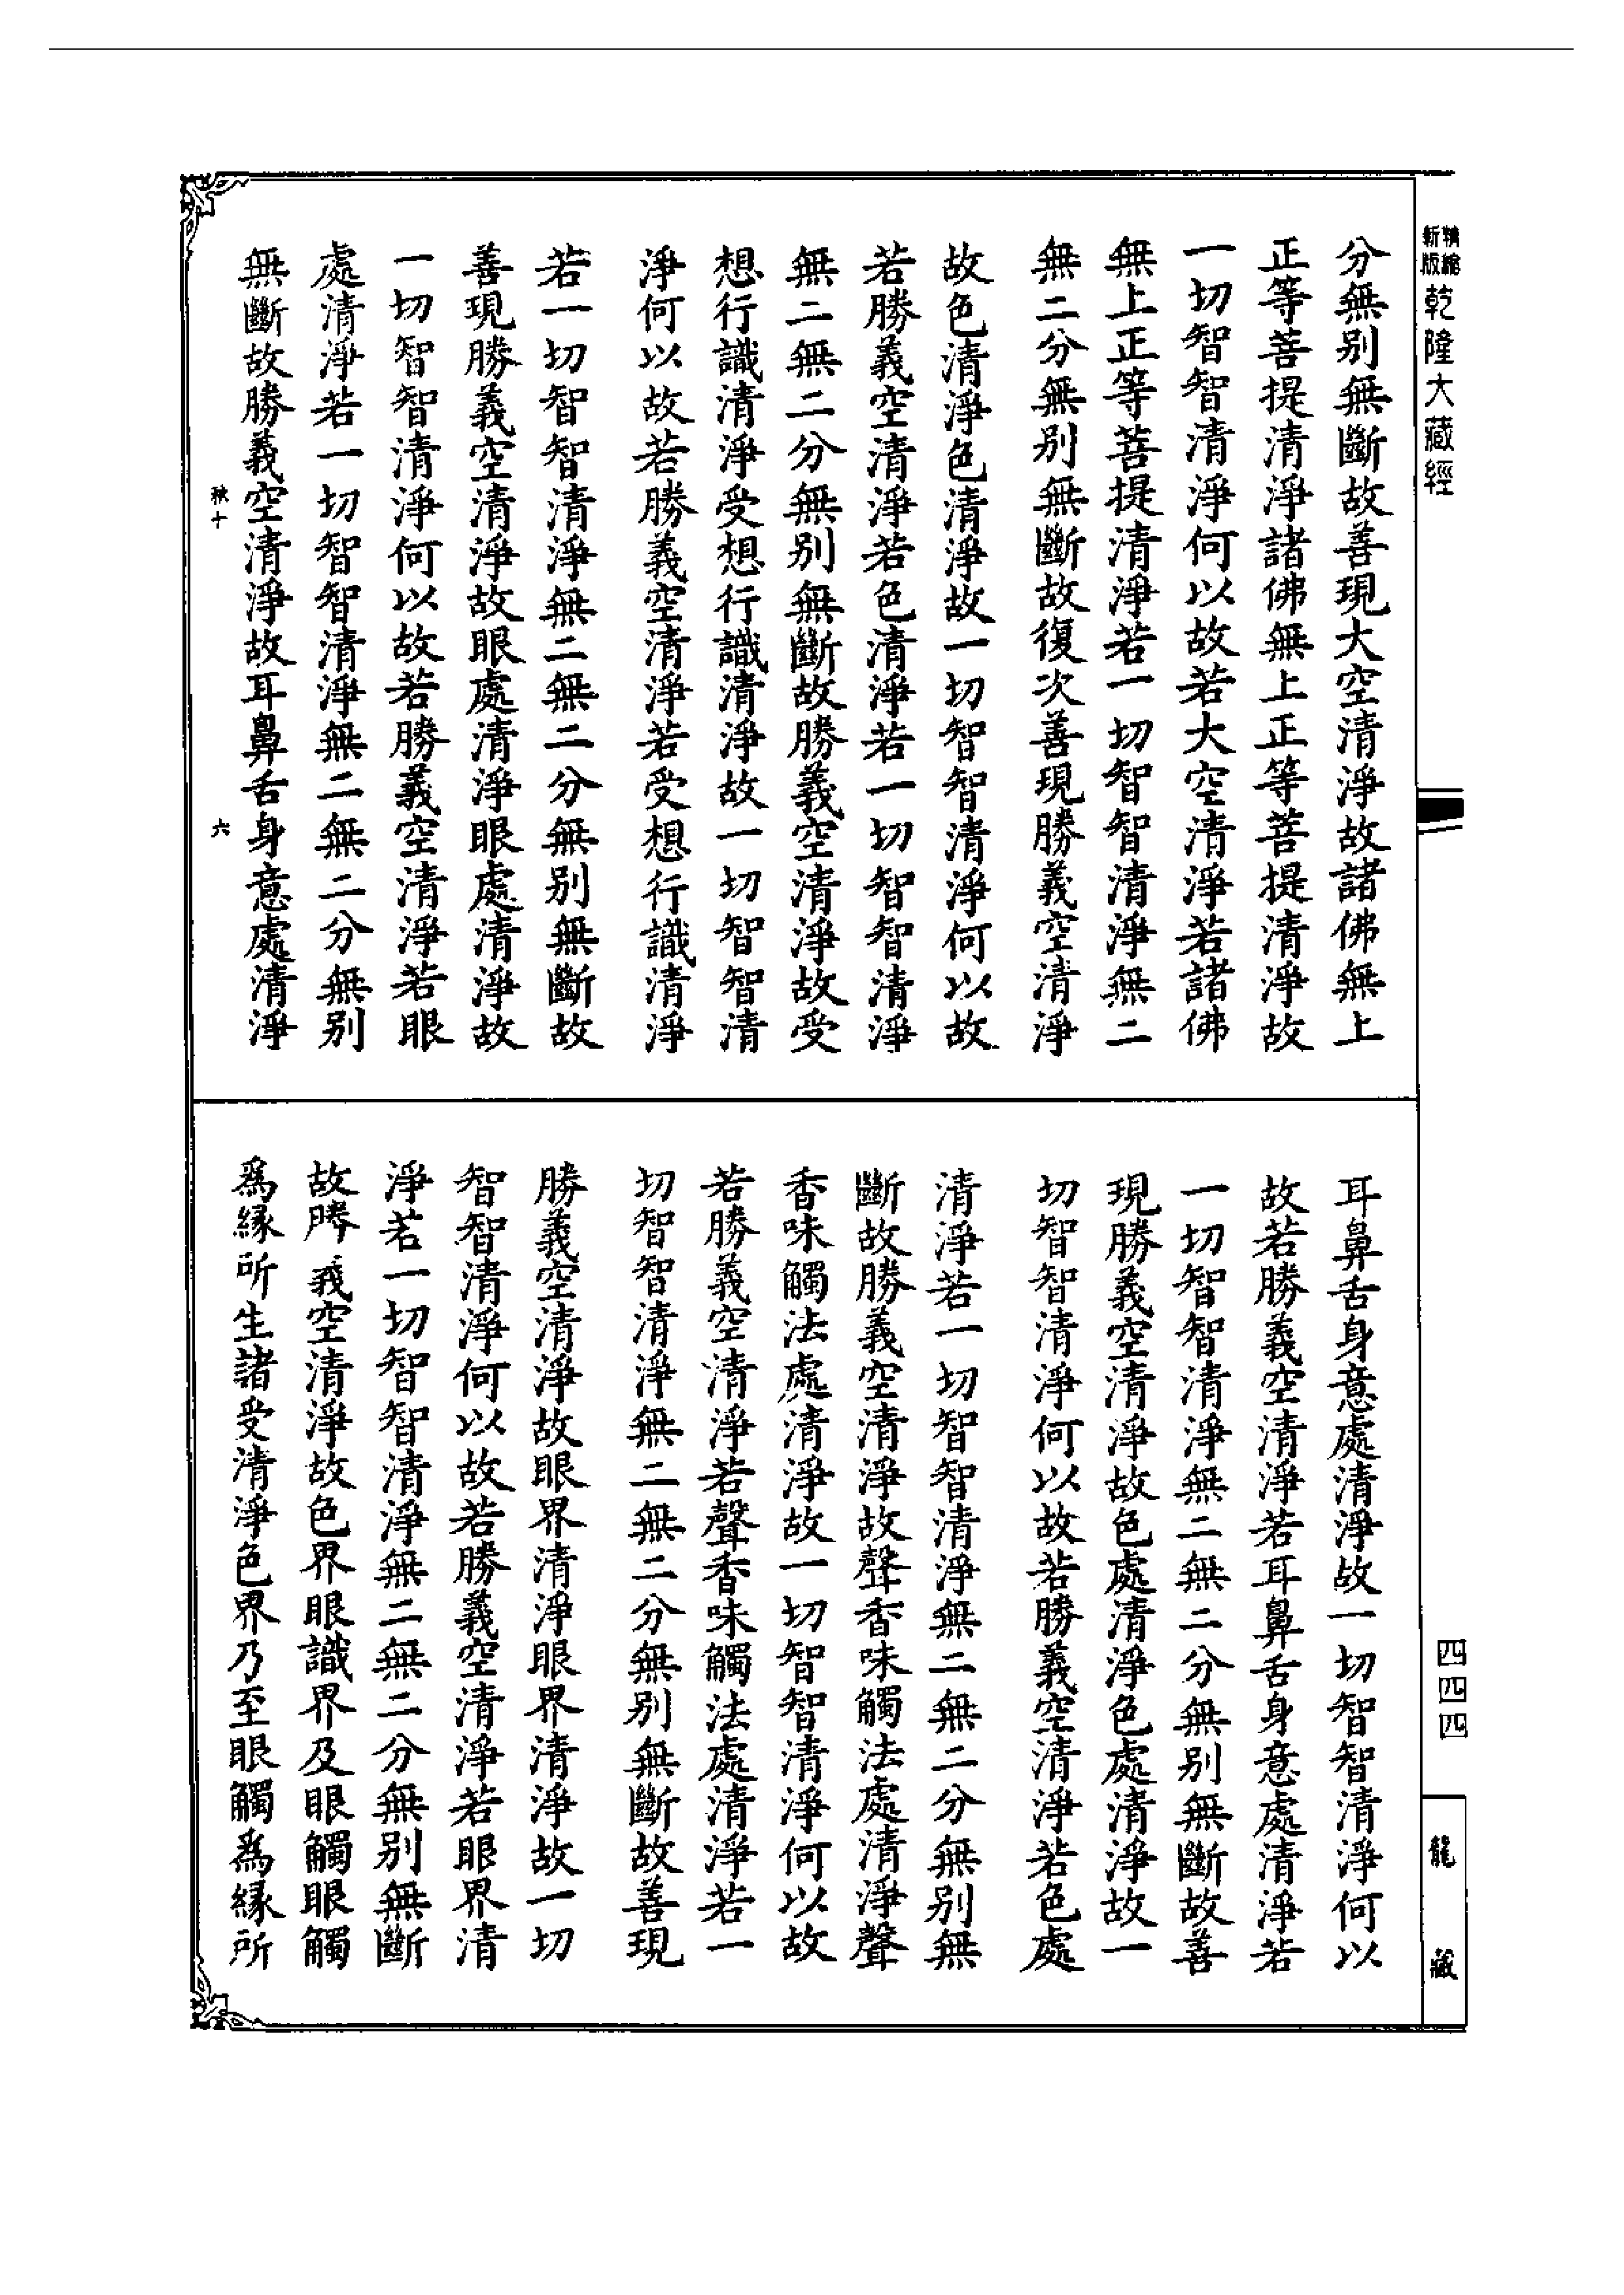 精縮
新版
乾隆大藏經
分無别無斷故善現大空清淨故諸佛無上
正等菩提清淨諸佛無上正等菩提清淨故
一切智智清淨何以故若大空清淨若諸佛
無上正等菩提清淨若一切智智清淨無二
無二分無别無斷故復次善現勝義空清淨
故色清淨色清淨故一切智智清淨何以故
若勝義空清淨若色清淨若一切智智清淨
無二無二分無别無斷故勝義空清淨故受
想行識清淨受想行識清淨故一切智智清
淨何以故若勝義空清淨若受想行識清淨
若一切智智清淨無二無二分無别無斷故
善現勝義空清淨故眼處清淨眼處清淨故
一切智智清淨何以故若勝義空清淨若眼
處清淨若一切智智清淨無二無二分無别
無斷故勝義空清淨故耳鼻舌身意處清淨
秧十 六
耳鼻舌身意處清淨故一切智智清淨何以
故若勝義空清淨若耳鼻舌身意處清淨若
一切智智清淨無二無二分無别無斷故善
現勝義空清淨故色處清淨色處清淨故一
切智智清淨何以故若勝義空清淨若色處
清淨若一切智智清淨無二無二分無别無
斷故勝義空清淨故聲香味觸法處清淨聲
香味觸法處清淨故一切智智清淨何以故
若勝義空清淨若聲香味觸法處清淨若一
切智智清淨無二無二分無别無斷故善現
勝義空清淨故眼界清淨眼界清淨故一切
智智清淨何以故若勝義空清淨若眼界清
淨若一切智智清淨無二無二分無别無斷
故勝義空清淨故色界眼識界及眼觸眼觸
爲緣所生諸受清淨色界乃至眼觸爲緣所
四四四
龍藏